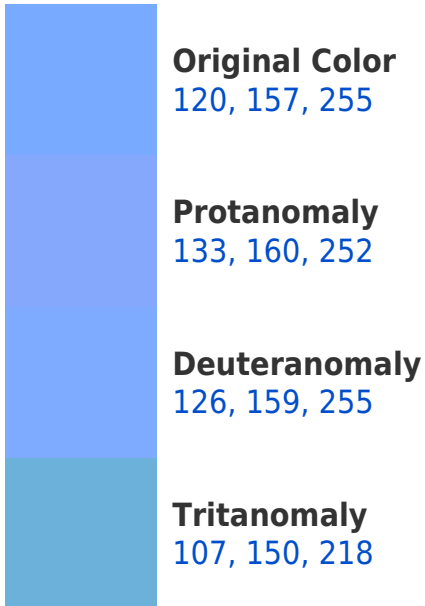 Original Color
120, 157, 255
Protanomaly
133, 160, 252
Deuteranomaly
126, 159, 255
Tritanomaly
107, 150, 218